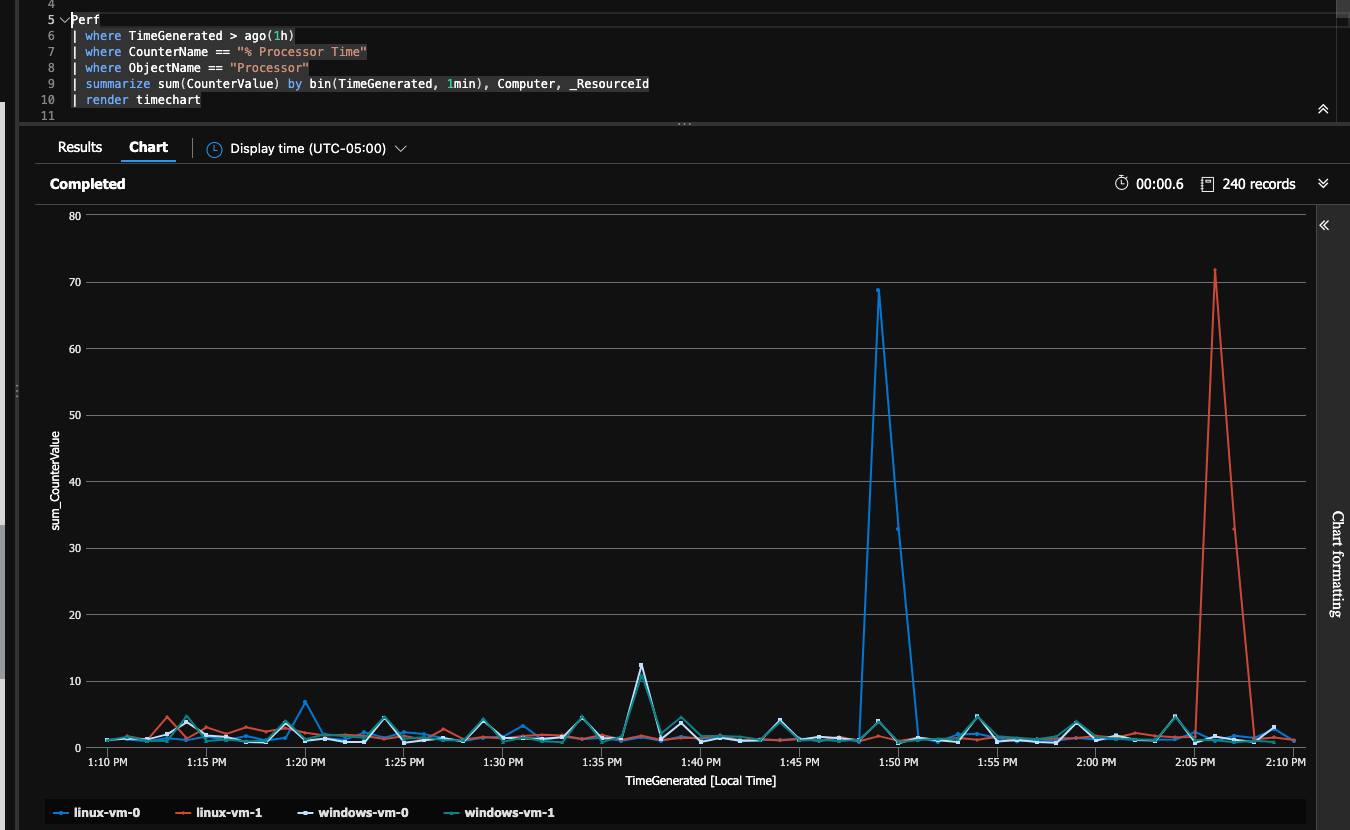 4
5 Perf
6 | where TimeGenerated > ago(1h)
7 | where CounterName == "% Processor Time"
8 | where ObjectName == "Processor"
9 | summarize sum(CounterValue) by bin(TimeGenerated, 1min), Computer, _ResourceId
10 | render timechart
11
Results Chart Display time (UTC-05:00)
Completed 00:00.6 240 records
80
70
60
50
40
30
20
10
0
sum_CounterValue
1:10 PM 1:15 PM 1:20 PM 1:25 PM 1:30 PM 1:35 PM 1:40 PM 1:45 PM 1:50 PM 1:55 PM 2:00 PM 2:05 PM 2:10 PM
TimeGenerated [Local Time]
linux-vm-0 linux-vm-1 windows-vm-0 windows-vm-1
Chart formatting